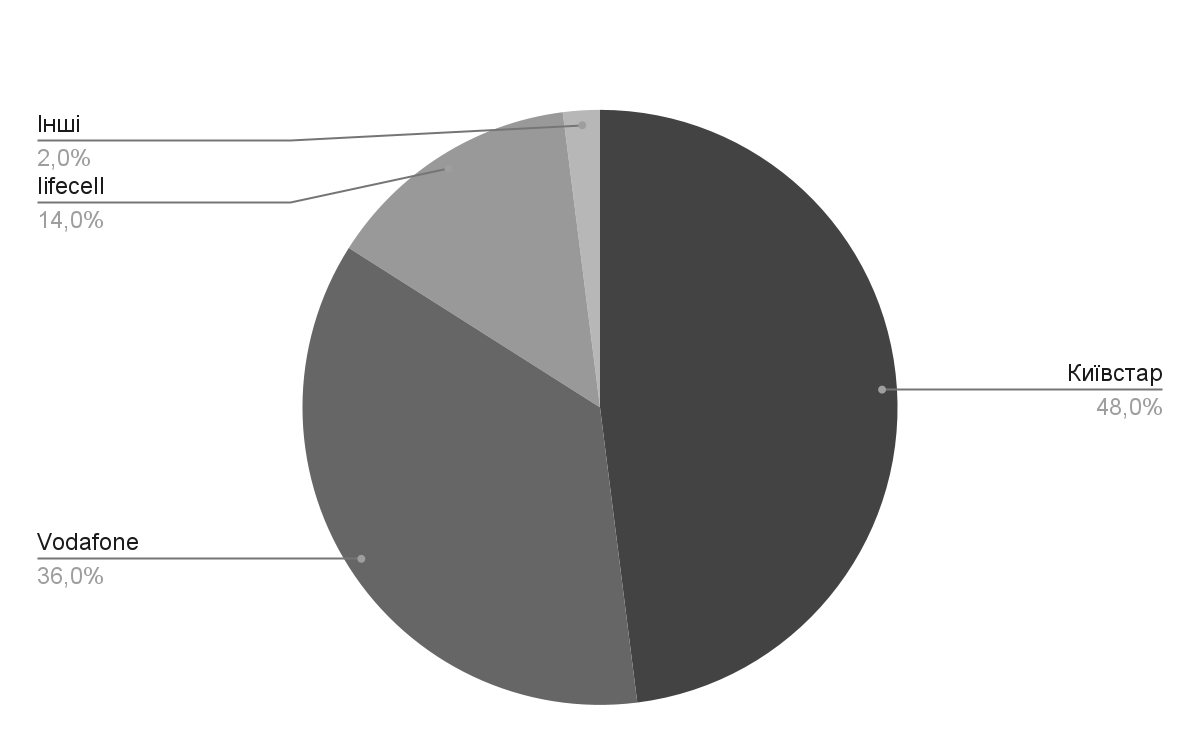 Інші
2,0%
lifecell
14,0%
Київстар
48,0%
Vodafone
36,0%